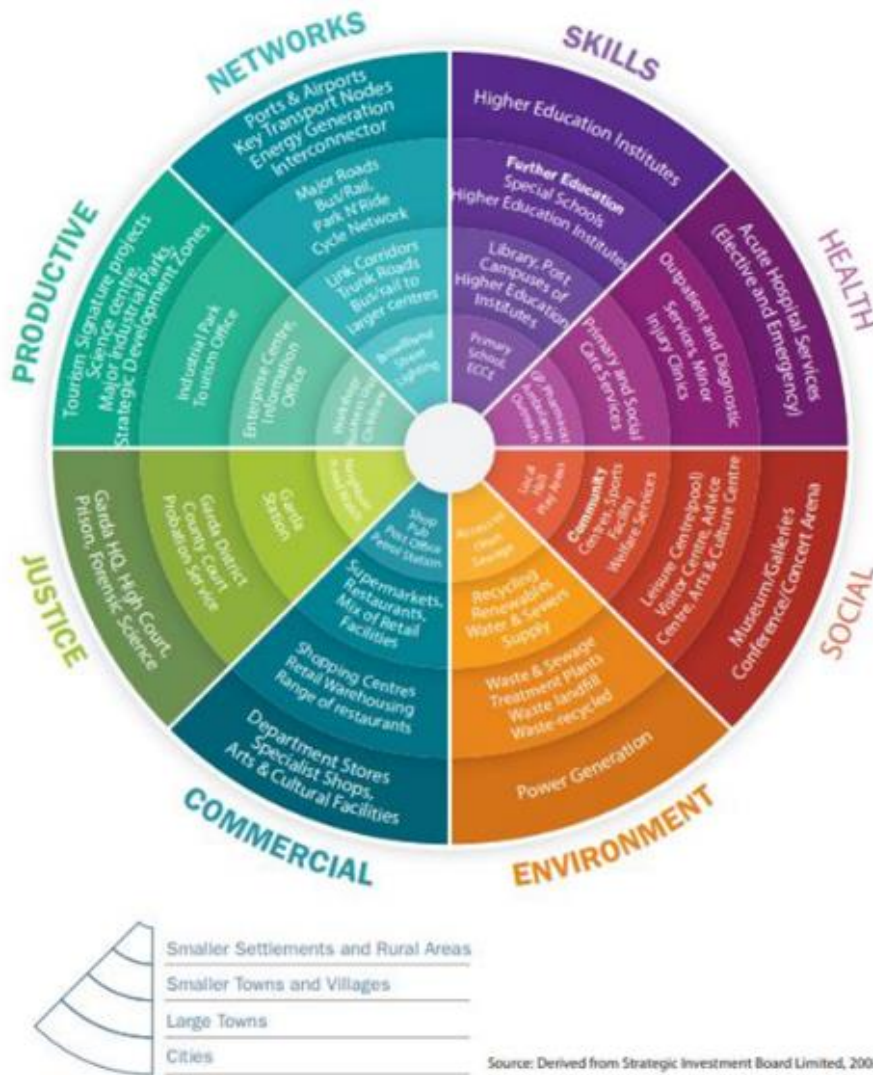 NETWORKS
Ports & Airports
Key Transport Nodes
Energy Generation
Interconnector
Major Roads
Bus/Rail,
Park N'Ride
Cycle Network
Link Corridors
Trunk Roads
Bus/rail to
larger centres
Broadband
Street
Lighting
SKILLS
Higher Education Institutes
Further Education
Special Schools
Higher Education Institutes
Library, Post
Campuses of
Higher Education
Institutes
Primary
School,
ECCE
HEALTH
Acute Hospital Services
(Elective and Emergency)
Outpatient and Diagnostic
Services, Minor
Injury Clinics
Primary and Social
Care Services
GP, Pharmacist
Ambulance
Outreach
SOCIAL
Museum/Galleries
Conference/Concert Arena
Leisure Centre(pool)
Visitor Centre, Advice
Centre, Arts & Culture Centre
Community
Centres, Sports
Facility
Welfare Services
Local
Hall
Play Areas
ENVIRONMENT
Power Generation
Waste & Sewage
Treatment Plants
Waste landfill
Waste-recycled
Recycling
Renewables
Water & Sewers
Supply
Sewage
COMMERCIAL
Department Stores
Specialist Shops,
Arts & Cultural Facilities
Shopping Centres
Retail Warehousing
Range of restaurants
Supermarkets,
Restaurants,
Mix of Retail
Facilities
Shop
Pub
Post Office
Petrol Station
JUSTICE
Garda HQ, High Court,
Prison, Forensic Science
Garda District
County Court
Probation Service
Garda
Station
PRODUCTIVE
Tourism Signature projects
Science centre,
Major Industrial Parks,
Strategic Development Zones
Industrial Park
Tourism Office
Enterprise Centre,
Information
Office
Workshop
Smaller Settlements and Rural Areas
Smaller Towns and Villages
Large Towns
Cities
Source: Derived from Strategic Investment Board Limited,